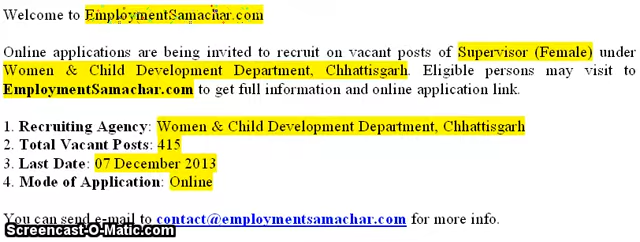 Welcome to EmploymentSamachar.com
Online applications are being invited to recruit on vacant posts of Supervisor (Female) under
Women & Child Development Department, Chhattisgarh. Eligible persons may visit to
EmploymentSamachar.com to get full information and online application link.
1. Recruiting Agency: Women & Child Development Department, Chhattisgarh
2. Total Vacant Posts: 415
3. Last Date: 07 December 2013
4. Mode of Application: Online
You can send e-mail to contact@employmentsamachar.com for more info.
Screencast-O-Matic.com